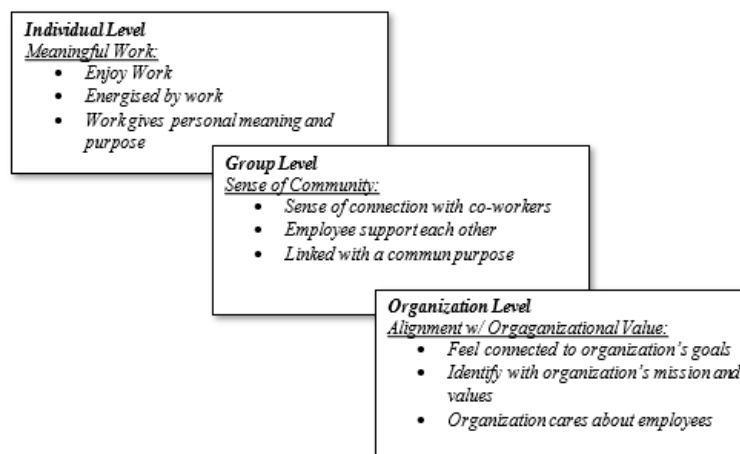 Individual Level
Meaningful Work:
• Enjoy Work
• Energised by work
• Work gives personal meaning and
purpose
Group Level
Sense of Community:
• Sense of connection with co-workers
• Employee support each other
• Linked with a commun purpose
Organization Level
Alignment w/ Orgaganizational Value:
• Feel connected to organization's goals
• Identify with organization's mission and
values
• Organization cares about employees